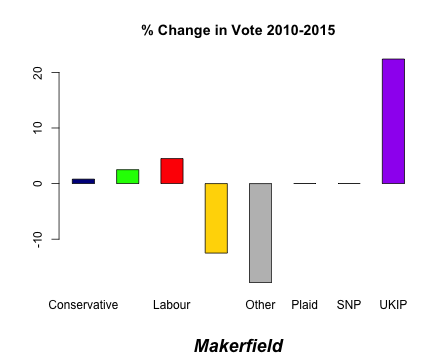 % Change in Vote 2010-2015
20
10
0
-10
Conservative Labour Other Plaid SNP UKIP
Makerfield